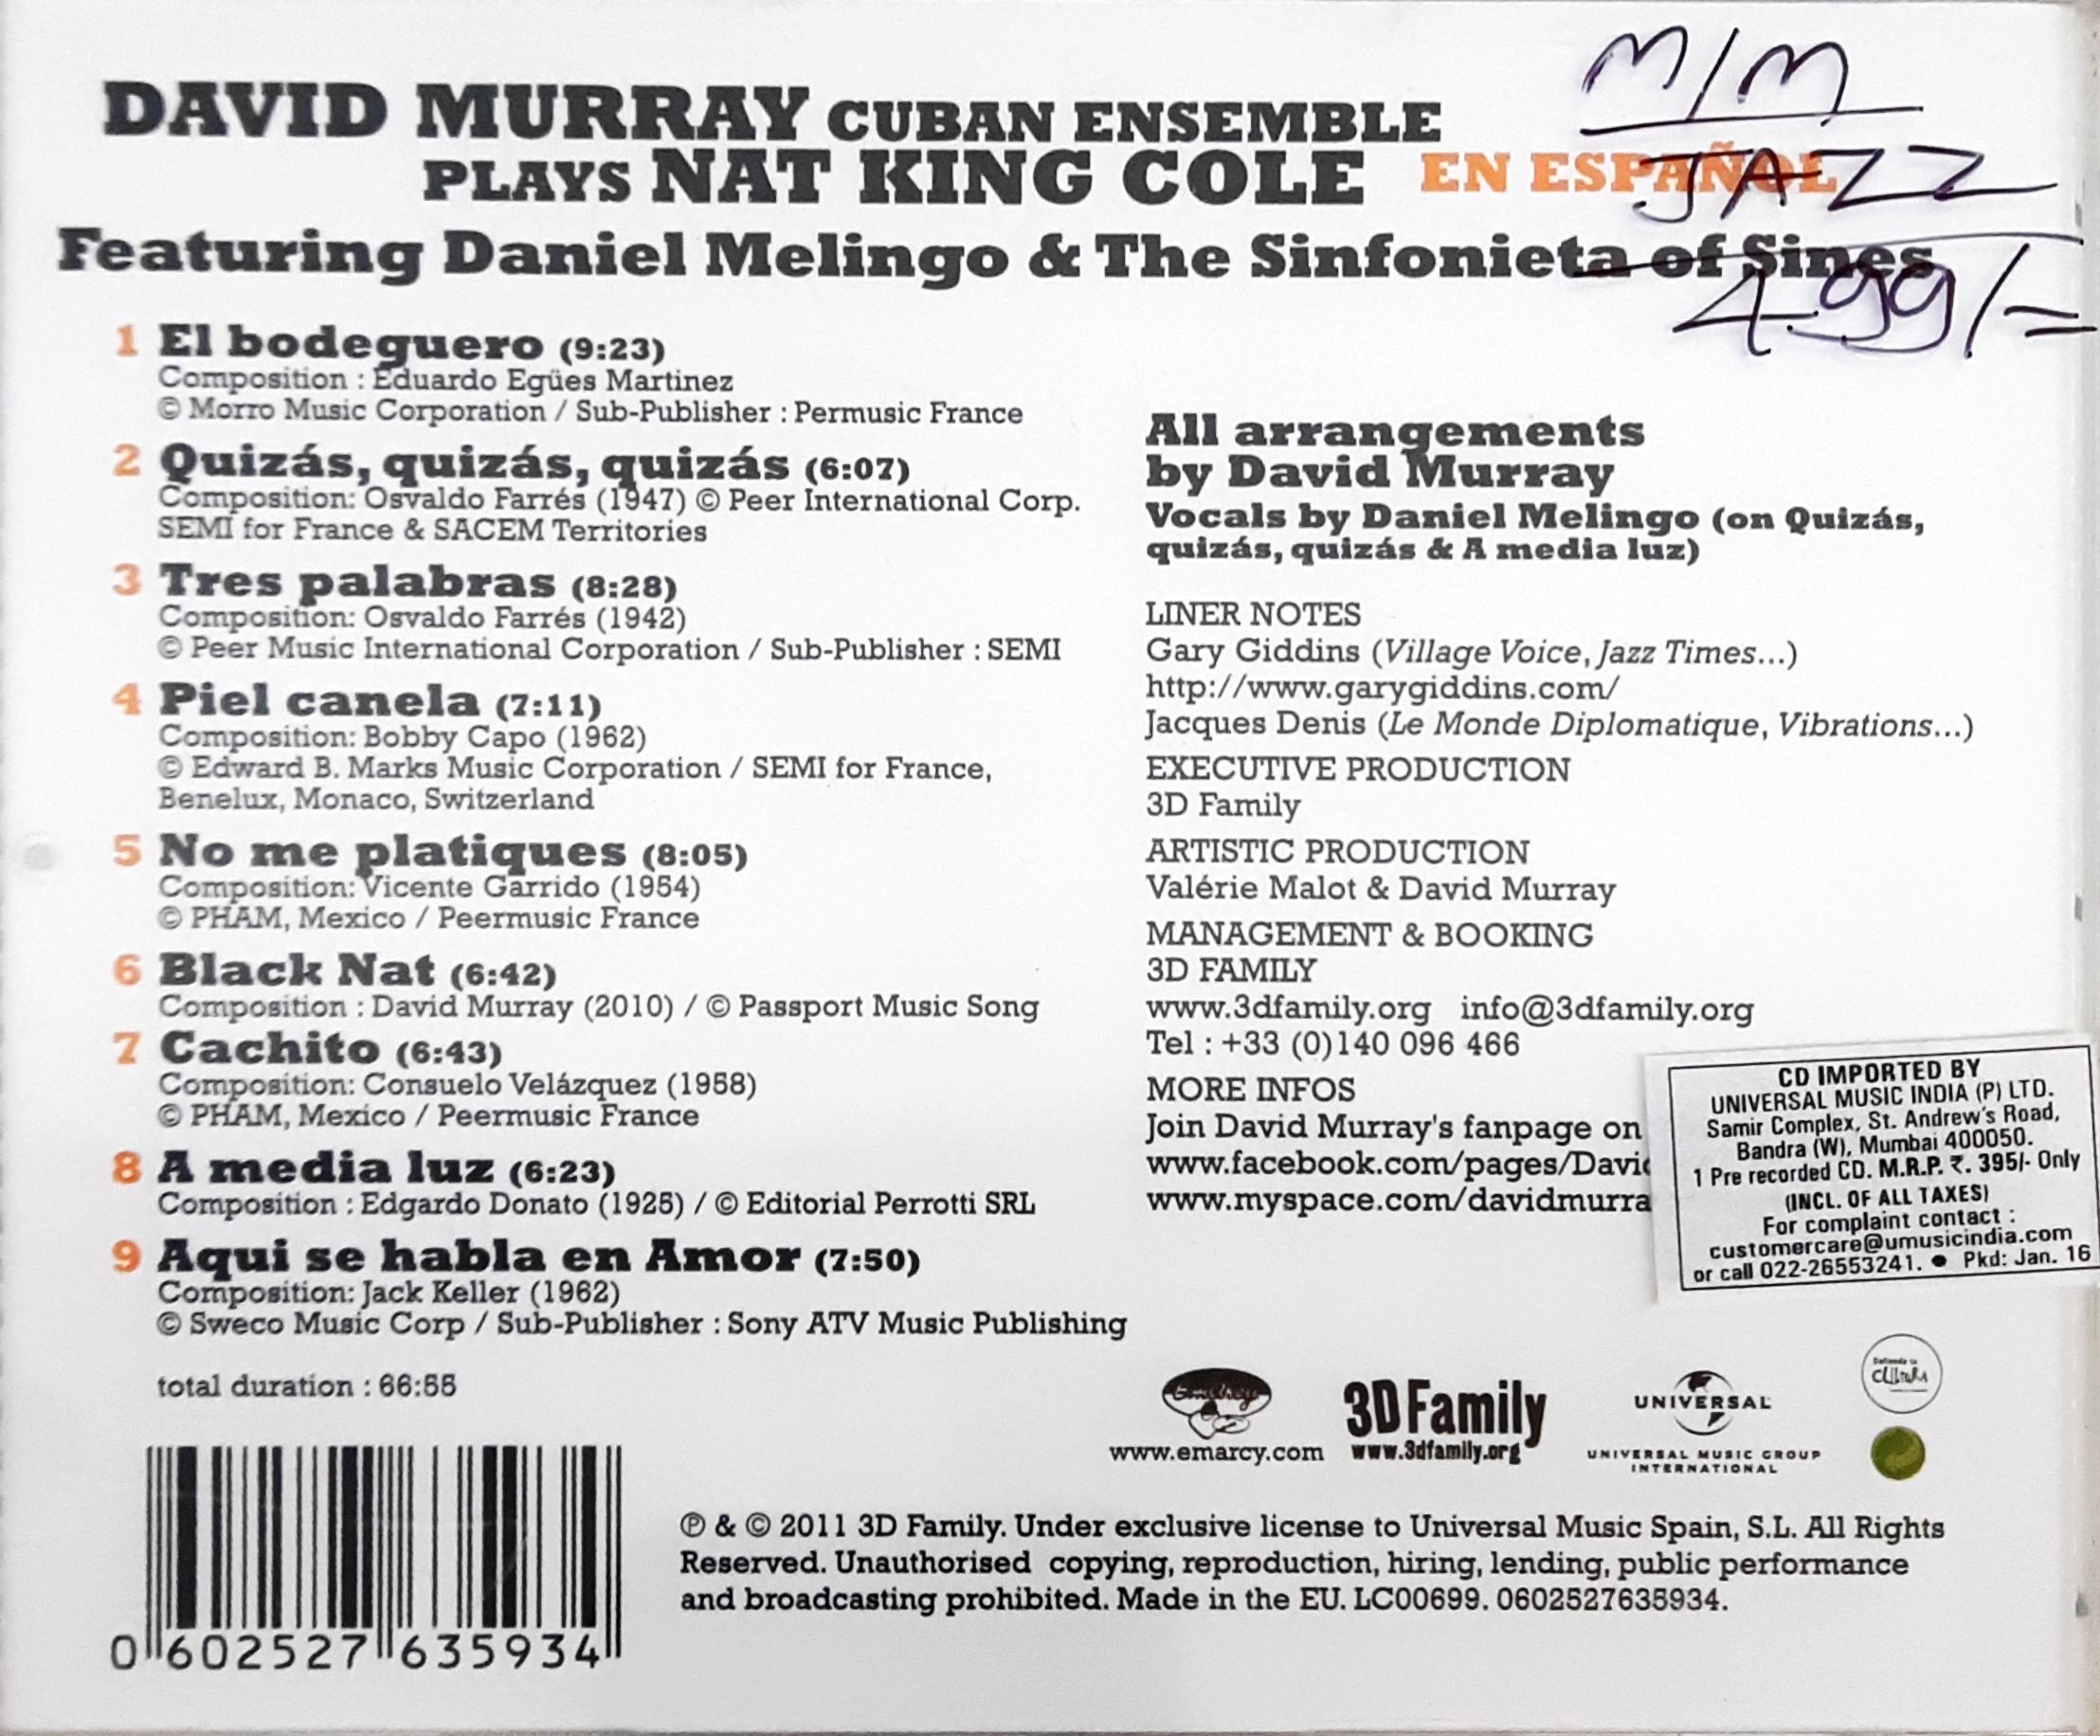 M/M
JAZZ
499/=
DAVID MURRAY CUBAN ENSEMBLE
PLAYS NAT KING COLE EN ESPAÑOL
Featuring Daniel Melingo & The Sinfonieta of Sines
1 El bodeguero (9:23)
Composition : Eduardo Egües Martinez
© Morro Music Corporation / Sub-Publisher : Permusic France
2 Quizás, quizás, quizás (6:07)
Composition: Osvaldo Farrés (1947) © Peer International Corp.
SEMI for France & SACEM Territories
3 Tres palabras (8:28)
Composition: Osvaldo Farrés (1942)
© Peer Music International Corporation / Sub-Publisher : SEMI
4 Piel canela (7:11)
Composition: Bobby Capo (1962)
© Edward B. Marks Music Corporation / SEMI for France,
Benelux, Monaco, Switzerland
5 No me platiques (8:05)
Composition: Vicente Garrido (1954)
© PHAM, Mexico / Peermusic France
6 Black Nat (6:42)
Composition : David Murray (2010) / © Passport Music Song
7 Cachito (6:43)
Composition: Consuelo Velázquez (1958)
© PHAM, Mexico / Peermusic France
8 A media luz (6:23)
Composition : Edgardo Donato (1925) / © Editorial Perrotti SRL
9 Aqui se habla en Amor (7:50)
Composition: Jack Keller (1962)
© Sweco Music Corp / Sub-Publisher : Sony ATV Music Publishing
total duration : 66:55
All arrangements
by David Murray
Vocals by Daniel Melingo (on Quizás,
quizás, quizás & A media luz)
LINER NOTES
Gary Giddins (Village Voice, Jazz Times...)
http://www.garygiddins.com/
Jacques Denis (Le Monde Diplomatique, Vibrations...)
EXECUTIVE PRODUCTION
3D Family
ARTISTIC PRODUCTION
Valérie Malot & David Murray
MANAGEMENT & BOOKING
3D FAMILY
www.3dfamily.org info@3dfamily.org
Tel : +33 (0)140 096 466
MORE INFOS
Join David Murray's fanpage on
www.facebook.com/pages/Davi
www.myspace.com/davidmurra
CD IMPORTED BY
UNIVERSAL MUSIC INDIA (P) LTD.
Samir Complex, St. Andrew's Road,
Bandra (W), Mumbai 400050.
1 Pre recorded CD. M.R.P. ₹. 395/- Only
(INCL. OF ALL TAXES)
For complaint contact :
customercare@umusicindia.com
or call 022-26553241. ● Pkd: Jan. 16
EmArcy
www.emarcy.com
3D Family
www.3dfamily.org
UNIVERSAL
UNIVERSAL MUSIC GROUP
INTERNATIONAL
CULtuRA
0 602527 635934
℗ & © 2011 3D Family. Under exclusive license to Universal Music Spain, S.L. All Rights
Reserved. Unauthorised copying, reproduction, hiring, lending, public performance
and broadcasting prohibited. Made in the EU. LC00699. 0602527635934.